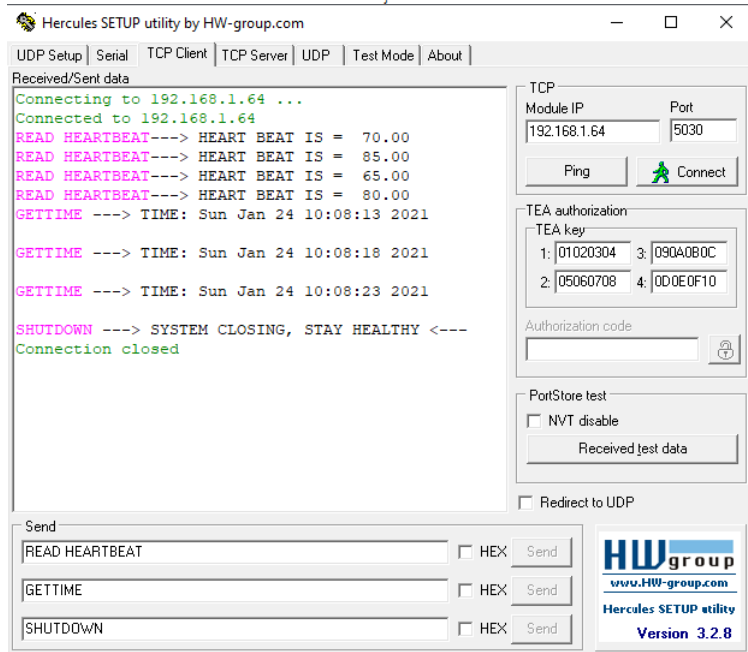 Hercules SETUP utility by HW-group.com
UDP Setup Serial TCP Client TCP Server UDP Test Mode About
Received/Sent data
Connecting to 192.168.1.64 ...
Connected to 192.168.1.64
READ HEARTBEAT---> HEART BEAT IS =  70.00
READ HEARTBEAT---> HEART BEAT IS =  85.00
READ HEARTBEAT---> HEART BEAT IS =  65.00
READ HEARTBEAT---> HEART BEAT IS =  80.00
GETTIME ---> TIME: Sun Jan 24 10:08:13 2021
GETTIME ---> TIME: Sun Jan 24 10:08:18 2021
GETTIME ---> TIME: Sun Jan 24 10:08:23 2021
SHUTDOWN ---> SYSTEM CLOSING, STAY HEALTHY <---
Connection closed
TCP
Module IP Port
192.168.1.64 5030
Ping Connect
TEA authorization
TEA key
1: 01020304 3: 090A0B0C
2: 05060708 4: 0D0E0F10
Authorization code
PortStore test
NVT disable
Received test data
Redirect to UDP
Send
READ HEARTBEAT HEX Send
GETTIME HEX Send
SHUTDOWN HEX Send
HW group
www.HW-group.com
Hercules SETUP utility
Version 3.2.8